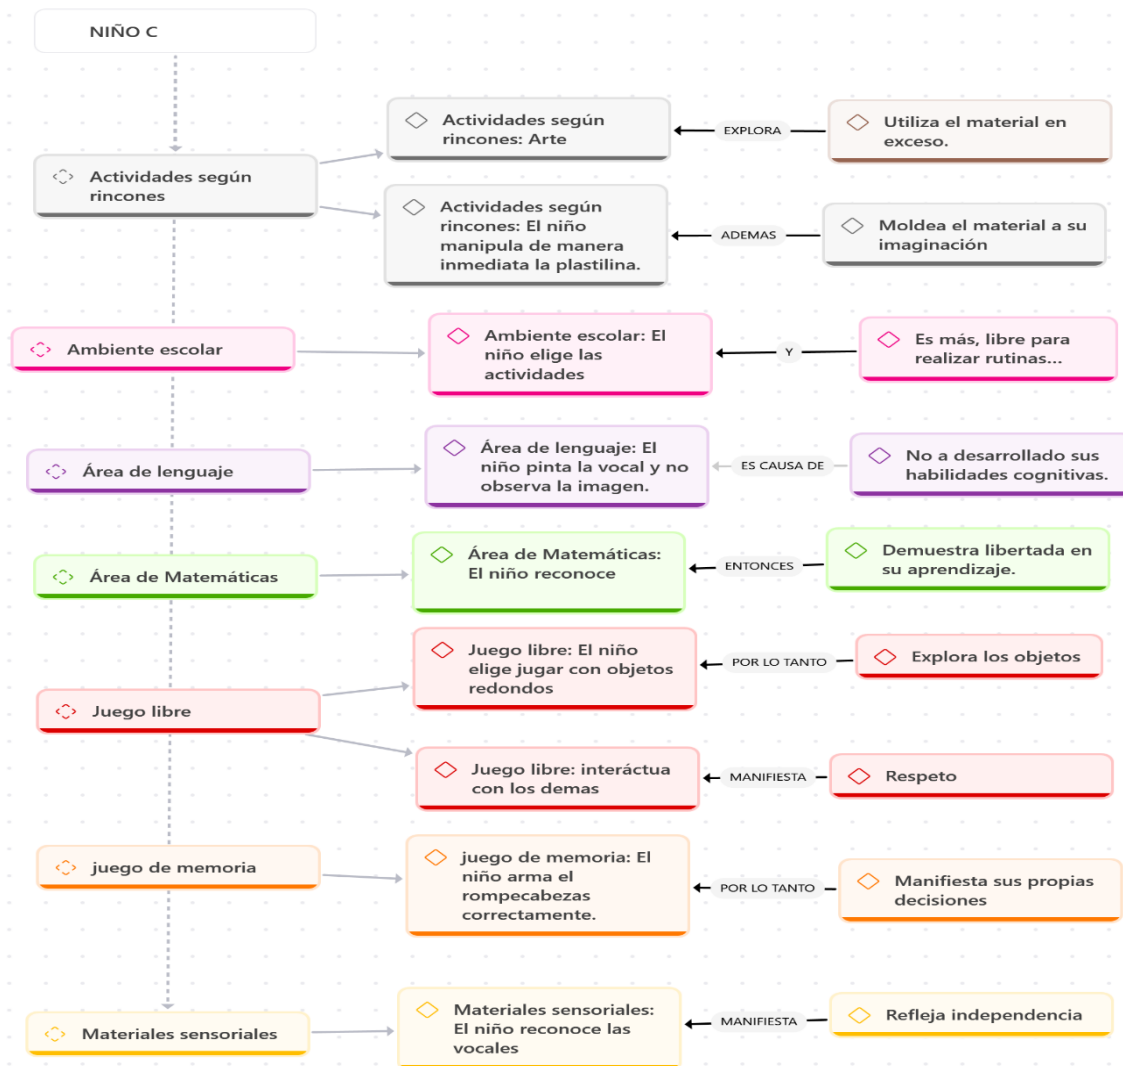 NIÑO C
Actividades según
rincones
Actividades según
rincones: Arte
EXPLORA
Utiliza el material en
exceso.
Actividades según
rincones: El niño
manipula de manera
inmediata la plastilina.
ADEMAS
Moldea el material a su
imaginación
Ambiente escolar
Ambiente escolar: El
niño elige las
actividades
Y
Es más, libre para
realizar rutinas...
Área de lenguaje
Área de lenguaje: El
niño pinta la vocal y no
observa la imagen.
ES CAUSA DE
No a desarrollado sus
habilidades cognitivas.
Área de Matemáticas
Área de Matemáticas:
El niño reconoce
ENTONCES
Demuestra libertada en
su aprendizaje.
Juego libre
Juego libre: El niño
elige jugar con objetos
redondos
POR LO TANTO
Explora los objetos
Juego libre: interáctua
con los demas
MANIFIESTA
Respeto
juego de memoria
juego de memoria: El
niño arma el
rompecabezas
correctamente.
POR LO TANTO
Manifiesta sus propias
decisiones
Materiales sensoriales
Materiales sensoriales:
El niño reconoce las
vocales
MANIFIESTA
Refleja independencia